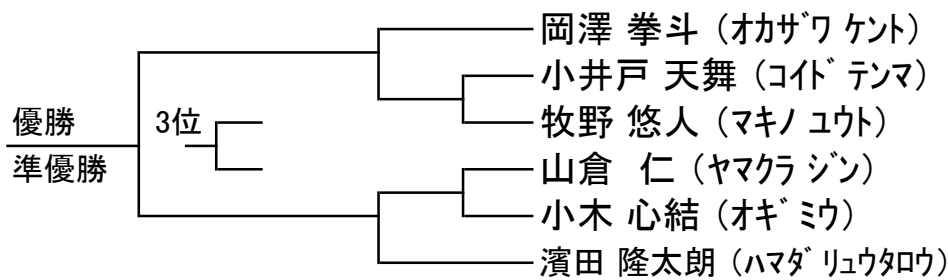 岡澤 拳斗 (ｵｶｻﾞﾜ ｹﾝﾄ)
小井戸 天舞 (ｺｲﾄﾞ ﾃﾝﾏ)
優勝 3位 牧野 悠人 (ﾏｷﾉ ﾕｳﾄ)
準優勝 山倉 仁 (ﾔﾏｸﾗ ｼﾞﾝ)
小木 心結 (ｵｷﾞ ﾐｳ)
濱田 隆太朗 (ﾊﾏﾀﾞ ﾘｭｳﾀﾛｳ)